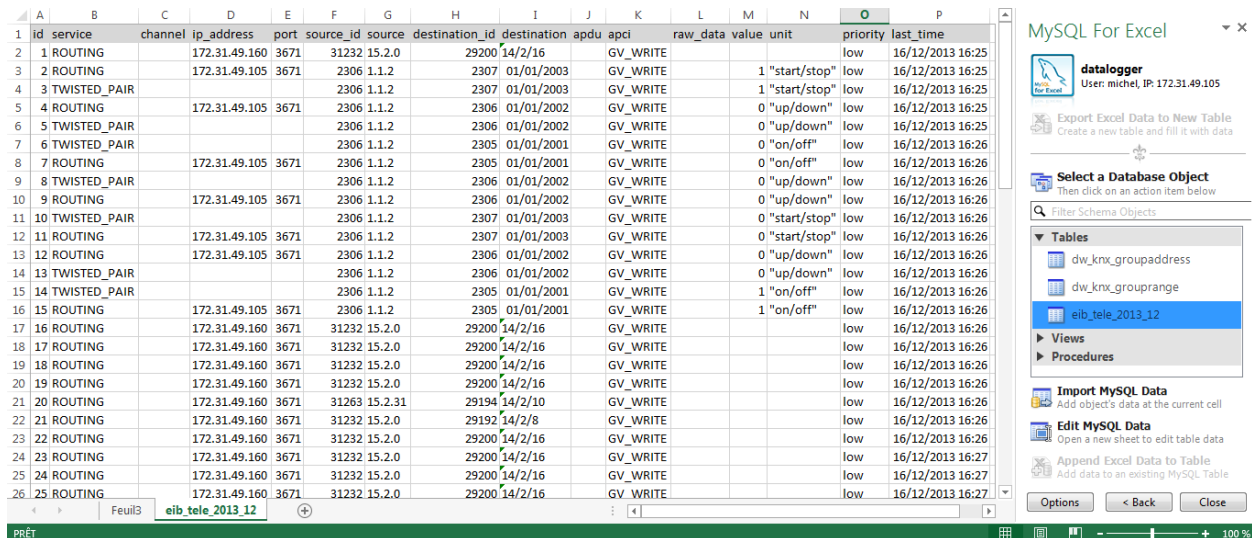 A B C D E F G H I J K L M N O P
1 id service channel ip_address port source_id source destination_id destination apdu apci raw_data value unit priority last_time
2 1 ROUTING 172.31.49.160 3671 31232 15.2.0 29200 14/2/16 GV_WRITE low 16/12/2013 16:25
3 2 ROUTING 172.31.49.105 3671 2306 1.1.2 2307 01/01/2003 GV_WRITE 1 "start/stop" low 16/12/2013 16:25
4 3 TWISTED_PAIR 2306 1.1.2 2307 01/01/2003 GV_WRITE 1 "start/stop" low 16/12/2013 16:25
5 4 ROUTING 172.31.49.105 3671 2306 1.1.2 2306 01/01/2002 GV_WRITE 0 "up/down" low 16/12/2013 16:25
6 5 TWISTED_PAIR 2306 1.1.2 2306 01/01/2002 GV_WRITE 0 "up/down" low 16/12/2013 16:25
7 6 TWISTED_PAIR 2306 1.1.2 2305 01/01/2001 GV_WRITE 0 "on/off" low 16/12/2013 16:26
8 7 ROUTING 172.31.49.105 3671 2306 1.1.2 2305 01/01/2001 GV_WRITE 0 "on/off" low 16/12/2013 16:26
9 8 TWISTED_PAIR 2306 1.1.2 2306 01/01/2002 GV_WRITE 0 "up/down" low 16/12/2013 16:26
10 9 ROUTING 172.31.49.105 3671 2306 1.1.2 2306 01/01/2002 GV_WRITE 0 "up/down" low 16/12/2013 16:26
11 10 TWISTED_PAIR 2306 1.1.2 2307 01/01/2003 GV_WRITE 0 "start/stop" low 16/12/2013 16:26
12 11 ROUTING 172.31.49.105 3671 2306 1.1.2 2307 01/01/2003 GV_WRITE 0 "start/stop" low 16/12/2013 16:26
13 12 ROUTING 172.31.49.105 3671 2306 1.1.2 2306 01/01/2002 GV_WRITE 0 "up/down" low 16/12/2013 16:26
14 13 TWISTED_PAIR 2306 1.1.2 2306 01/01/2002 GV_WRITE 0 "up/down" low 16/12/2013 16:26
15 14 TWISTED_PAIR 2306 1.1.2 2305 01/01/2001 GV_WRITE 1 "on/off" low 16/12/2013 16:26
16 15 ROUTING 172.31.49.105 3671 2306 1.1.2 2305 01/01/2001 GV_WRITE 1 "on/off" low 16/12/2013 16:26
17 16 ROUTING 172.31.49.160 3671 31232 15.2.0 29200 14/2/16 GV_WRITE low 16/12/2013 16:26
18 17 ROUTING 172.31.49.160 3671 31232 15.2.0 29200 14/2/16 GV_WRITE low 16/12/2013 16:26
19 18 ROUTING 172.31.49.160 3671 31232 15.2.0 29200 14/2/16 GV_WRITE low 16/12/2013 16:26
20 19 ROUTING 172.31.49.160 3671 31232 15.2.0 29200 14/2/16 GV_WRITE low 16/12/2013 16:26
21 20 ROUTING 172.31.49.160 3671 31263 15.2.31 29194 14/2/10 GV_WRITE low 16/12/2013 16:26
22 21 ROUTING 172.31.49.160 3671 31232 15.2.0 29192 14/2/8 GV_WRITE low 16/12/2013 16:26
23 22 ROUTING 172.31.49.160 3671 31232 15.2.0 29200 14/2/16 GV_WRITE low 16/12/2013 16:26
24 23 ROUTING 172.31.49.160 3671 31232 15.2.0 29200 14/2/16 GV_WRITE low 16/12/2013 16:27
25 24 ROUTING 172.31.49.160 3671 31232 15.2.0 29200 14/2/16 GV_WRITE low 16/12/2013 16:27
26 25 ROUTING 172.31.49.160 3671 31232 15.2.0 29200 14/2/16 GV_WRITE low 16/12/2013 16:27
Feuil3 eib_tele_2013_12
PRÊT
100 %
MySQL For Excel
MySQL for Excel
datalogger
User: michel, IP: 172.31.49.105
Export Excel Data to New Table
Create a new table and fill it with data
Select a Database Object
Then click on an action item below
Filter Schema Objects
Tables
dw_knx_groupaddress
dw_knx_grouprange
eib_tele_2013_12
Views
Procedures
Import MySQL Data
Add object's data at the current cell
Edit MySQL Data
Open a new sheet to edit table data
Append Excel Data to Table
Add data to an existing MySQL Table
Options < Back Close